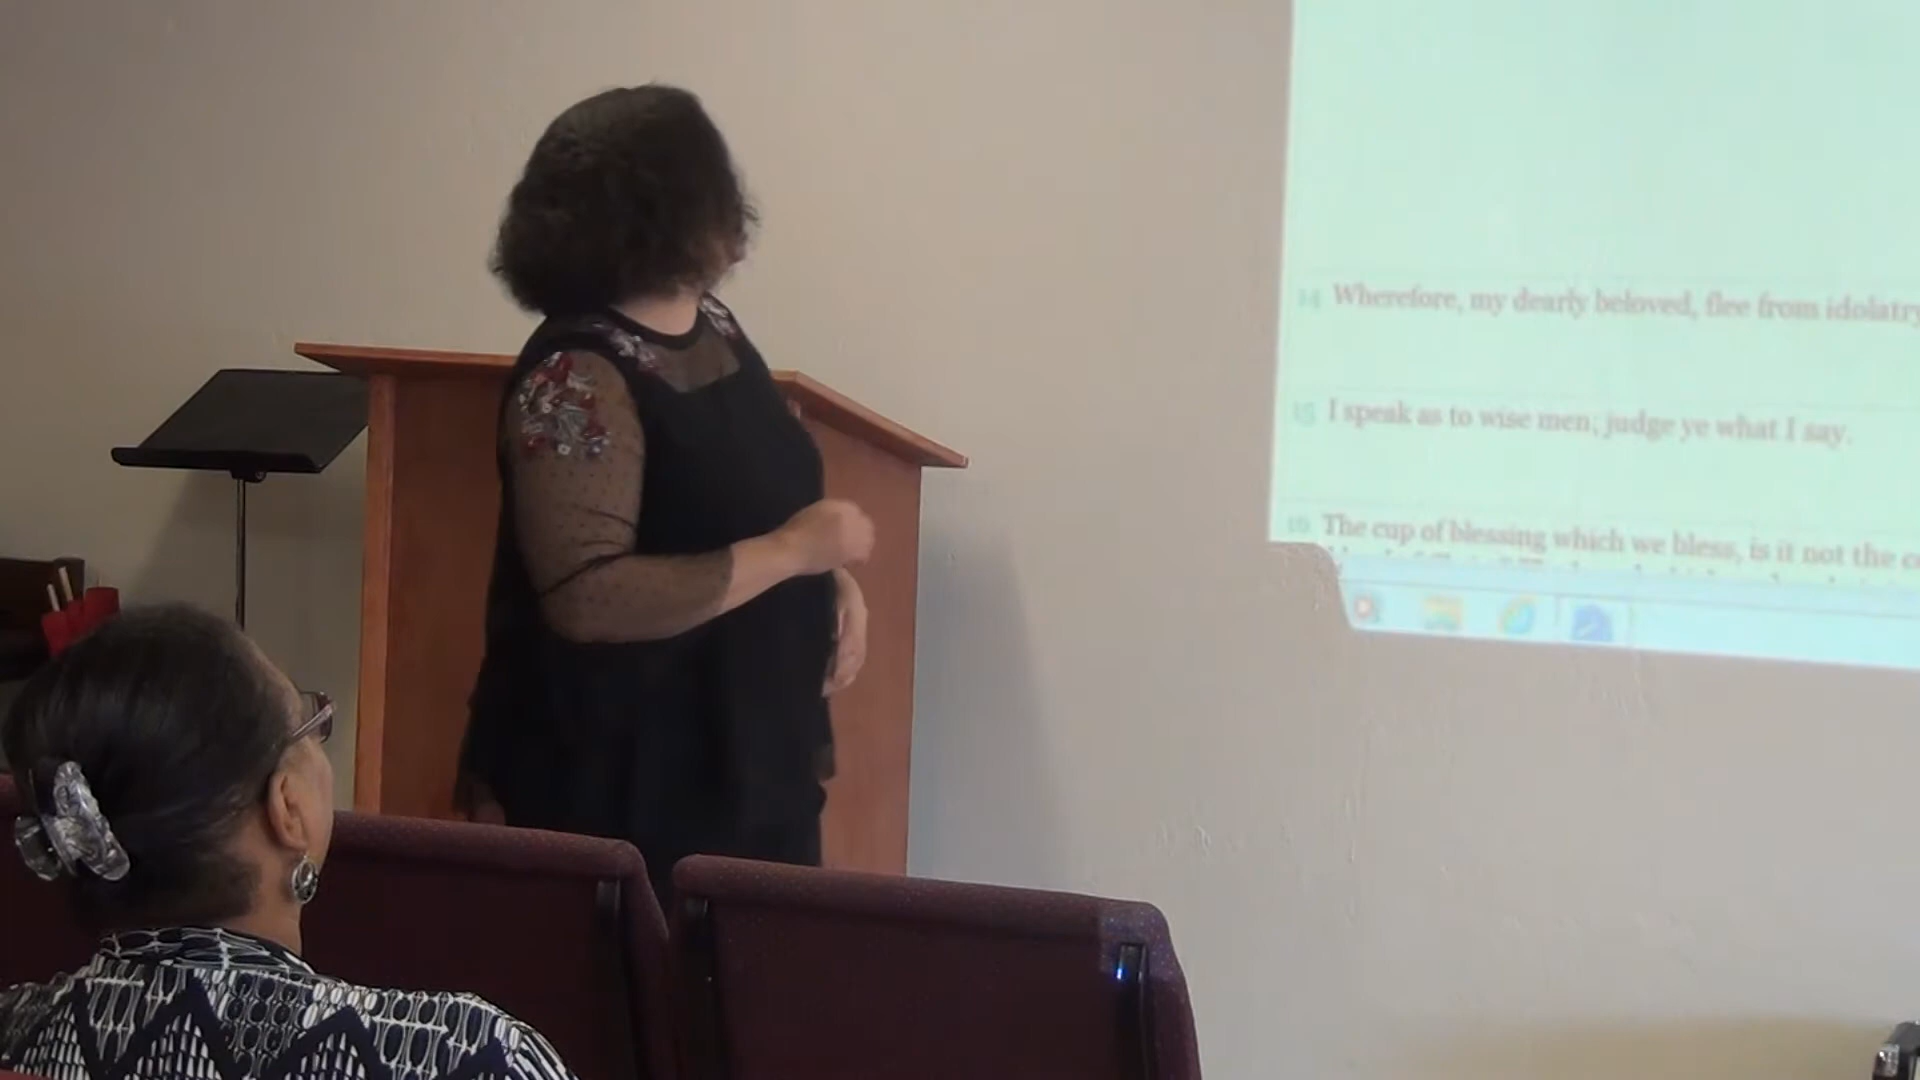 14 Wherefore, my dearly beloved, flee from idolatry
15 I speak as to wise men; judge ye what I say.
16 The cup of blessing which we bless, is it not the